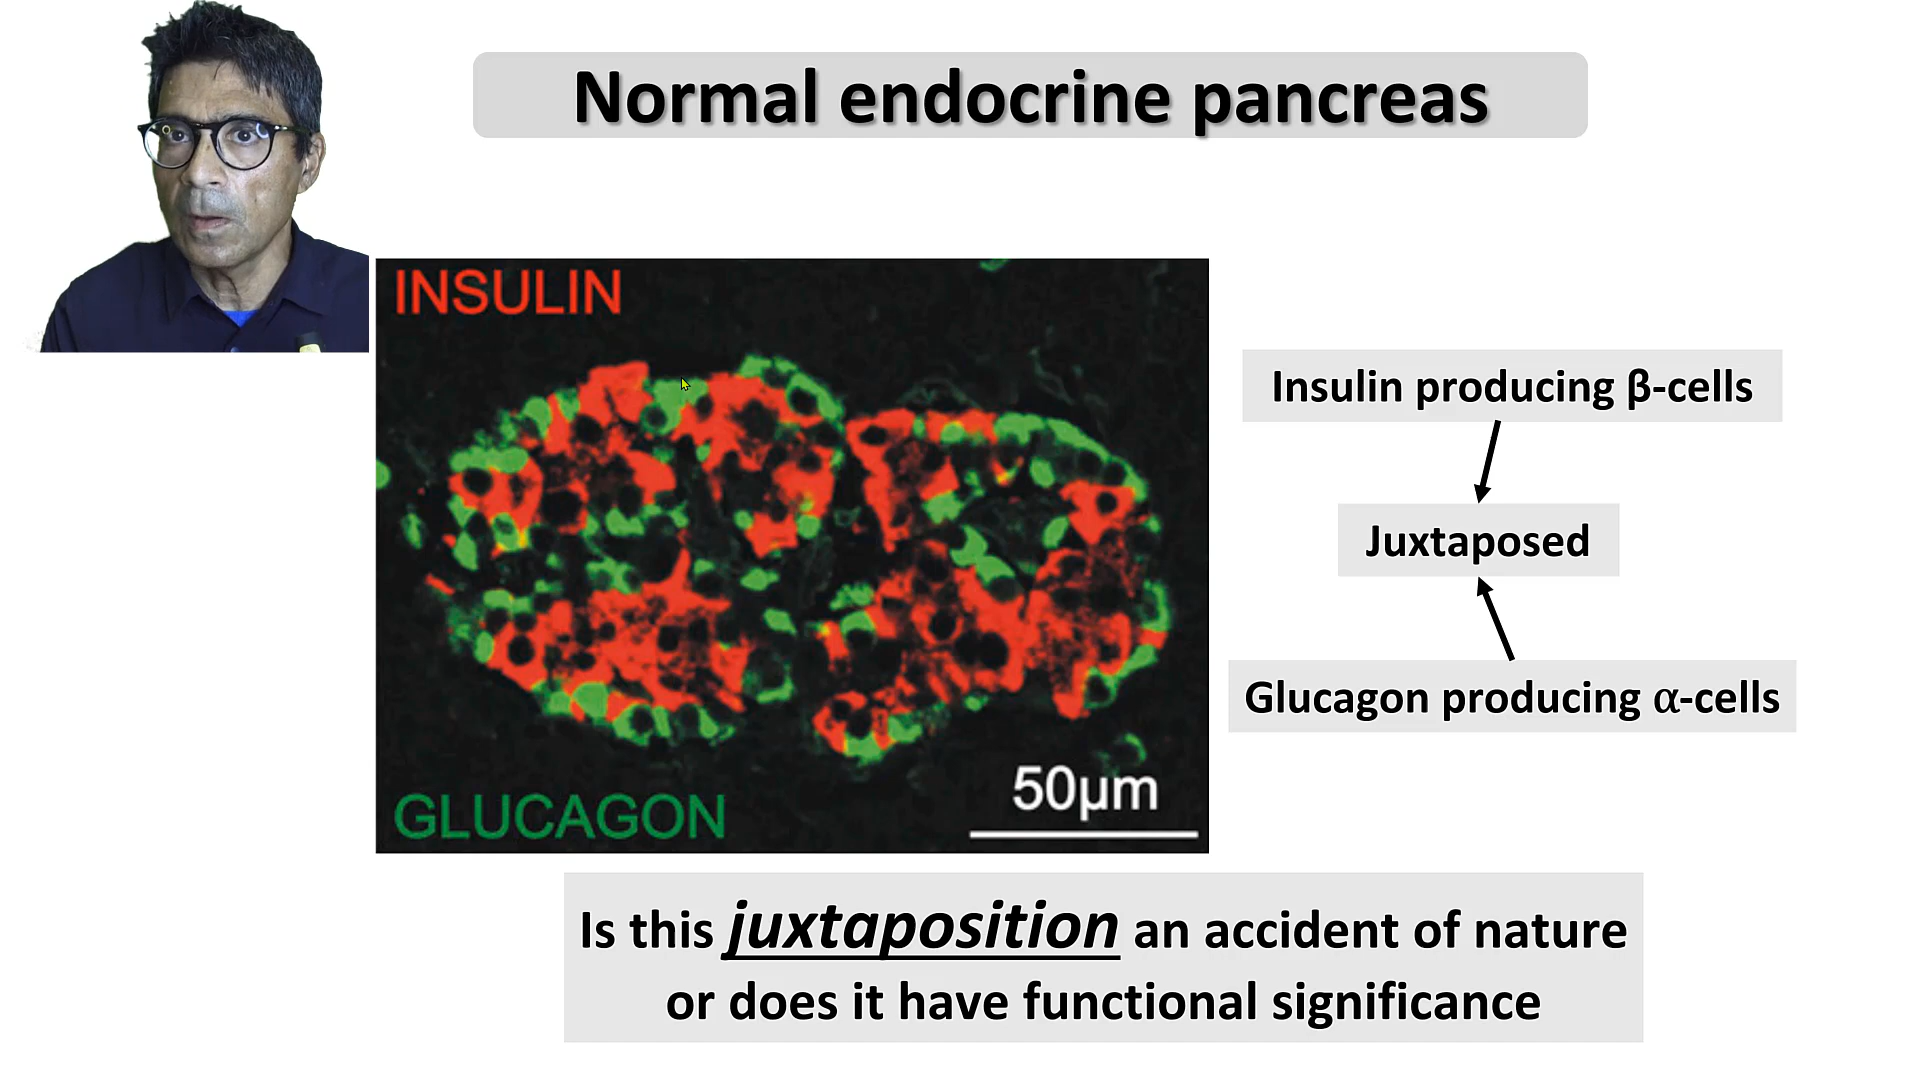 Normal endocrine pancreas
INSULIN
GLUCAGON
50µm
Insulin producing β-cells
Juxtaposed
Glucagon producing α-cells
Is this juxtaposition an accident of nature
or does it have functional significance